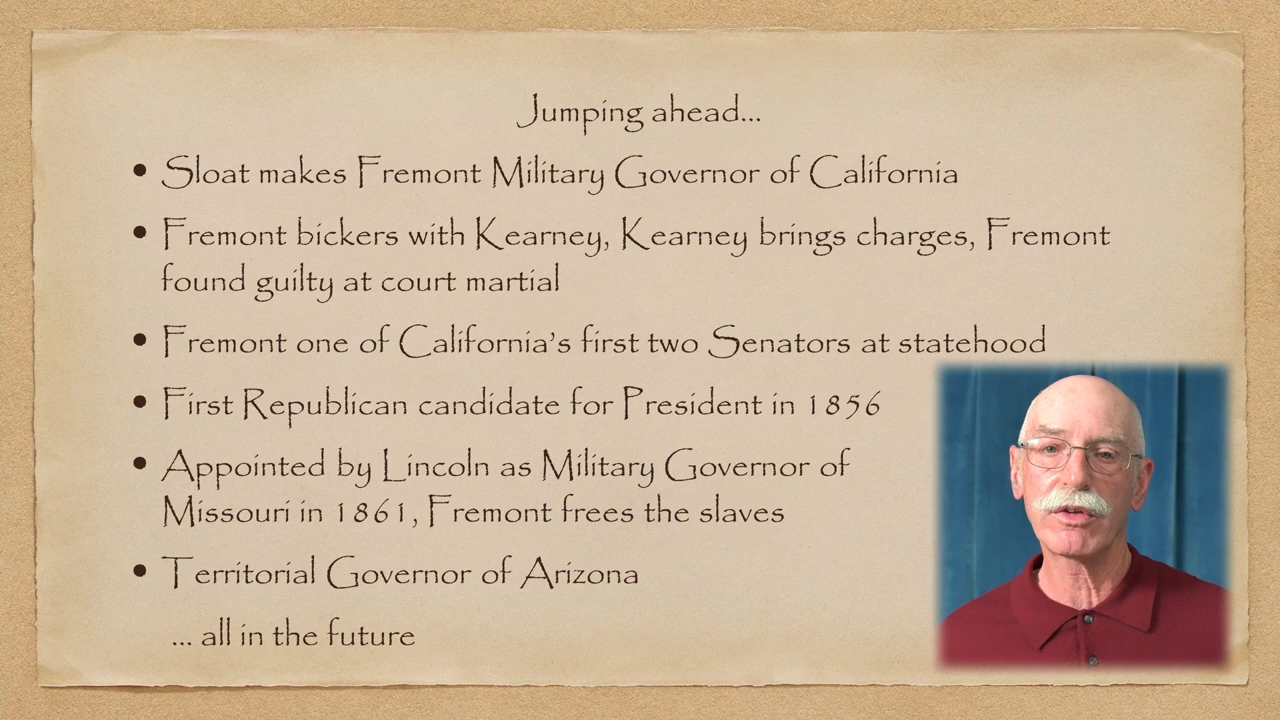 Jumping ahead...
• Sloat makes Fremont Military Governor of California
• Fremont bickers with Kearney, Kearney brings charges, Fremont
found guilty at court martial
• Fremont one of California's first two Senators at statehood
• First Republican candidate for President in 1856
• Appointed by Lincoln as Military Governor of
Missouri in 1861, Fremont frees the slaves
• Territorial Governor of Arizona
... all in the future